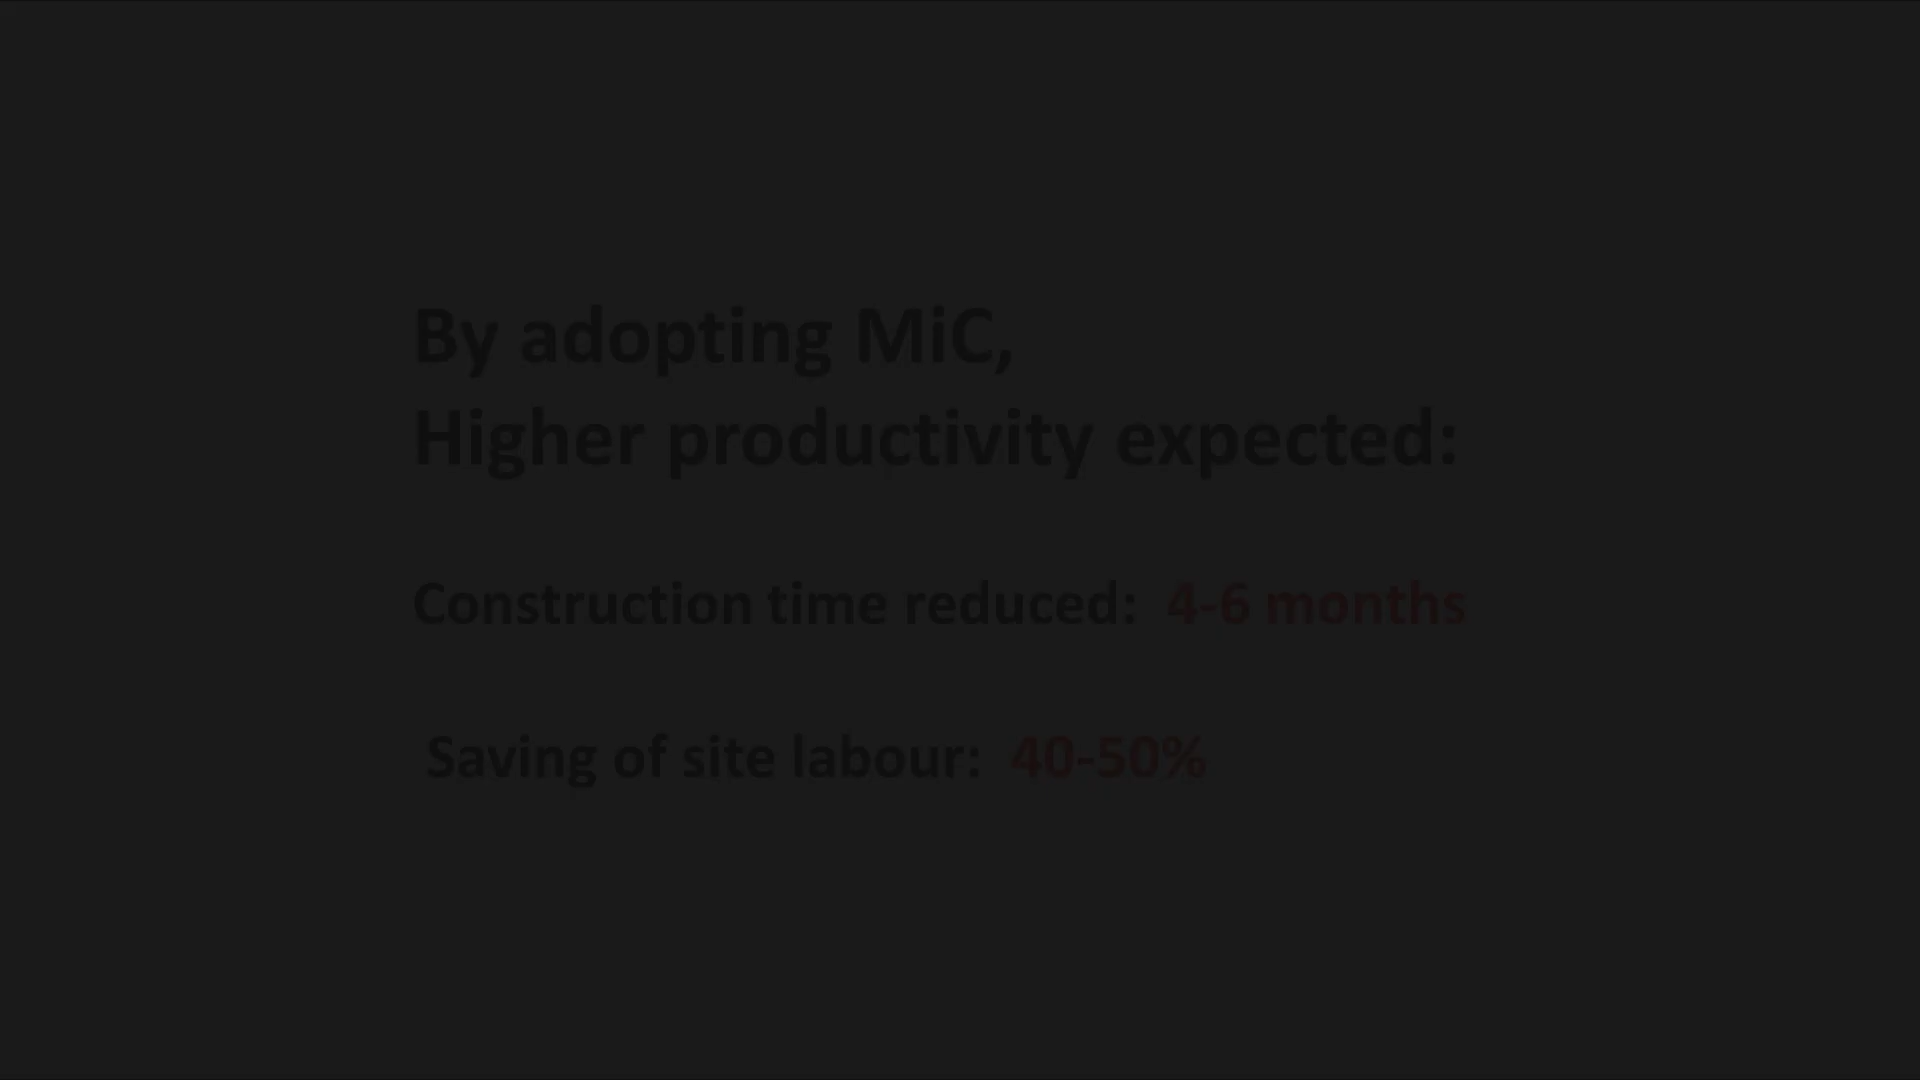 By adopting MiC,
Higher productivity expected:
Construction time reduced: 4-6 months
Saving of site labour: 40-50%